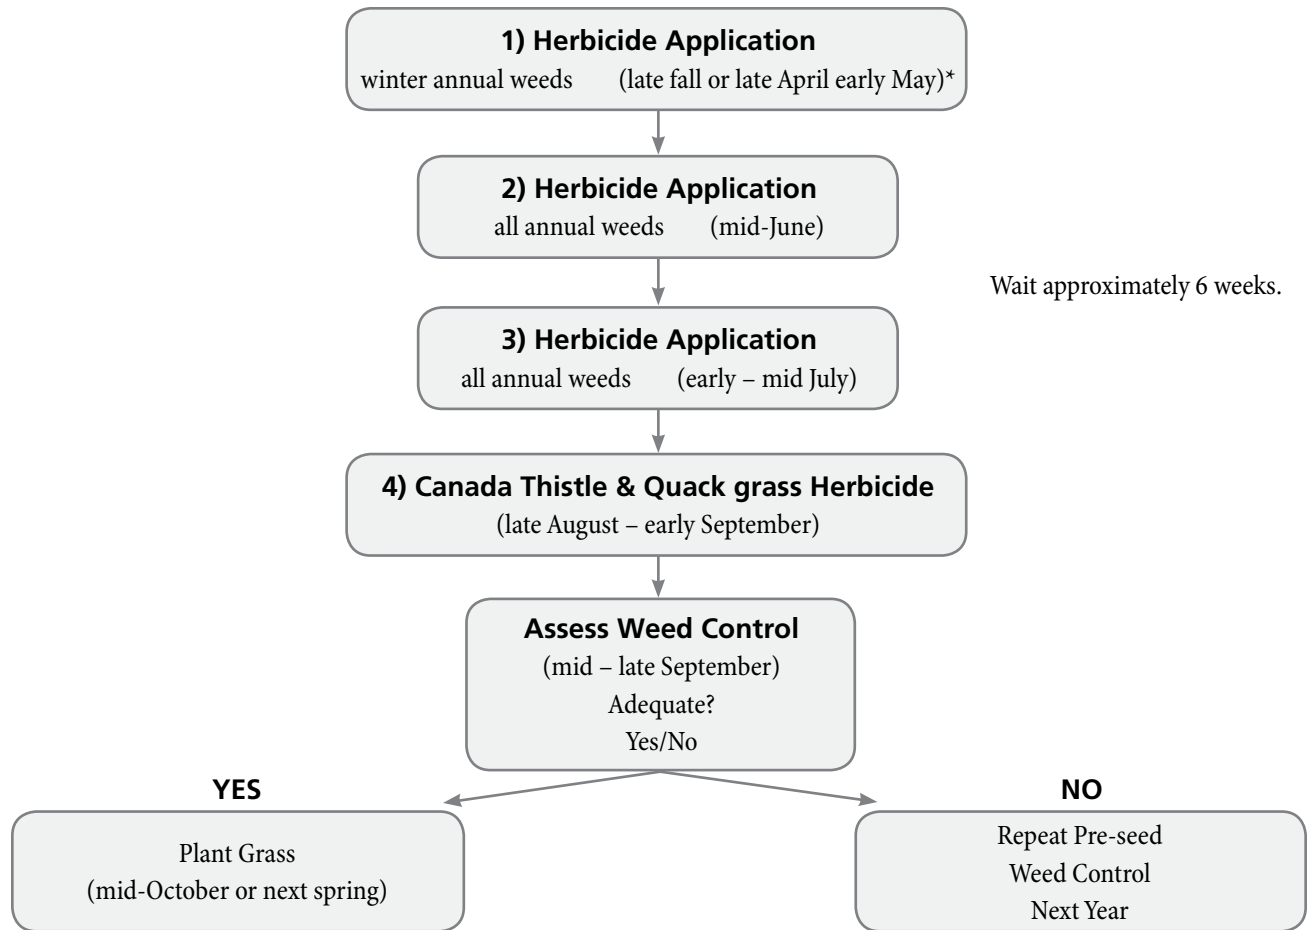 1) Herbicide Application
winter annual weeds (late fall or late April early May)*
2) Herbicide Application
all annual weeds (mid-June)
Wait approximately 6 weeks.
3) Herbicide Application
all annual weeds (early – mid July)
4) Canada Thistle & Quack grass Herbicide
(late August – early September)
Assess Weed Control
(mid – late September)
Adequate?
Yes/No
YES
Plant Grass
(mid-October or next spring)
NO
Repeat Pre-seed
Weed Control
Next Year